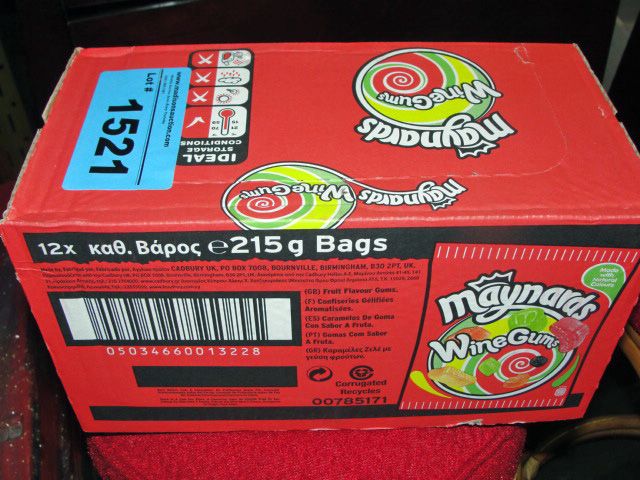 Lot #
1521
www.madisonsauction.com
IDEAL
STORAGE
CONDITIONS
maynards
WineGums
WineGums
maynards
12x καθ. Βάρος ℮215g Bags
CADBURY UK, PO BOX 7008, BOURNVILLE, BIRMINGHAM, B30 2PT, UK.
(GB) Fruit Flavour Gums.
(F) Confiseries Gélifiées
Aromatisées.
(ES) Caramelos De Goma
Con Sabor A Fruta.
(PT) Gomas Com Sabor
A Fruta.
(GR) Καραμέλες Ζελέ με
γεύση φρούτων.
05034660013228
Corrugated
Recycles
00785171
Made with
Natural
Colours
maynards
WineGums